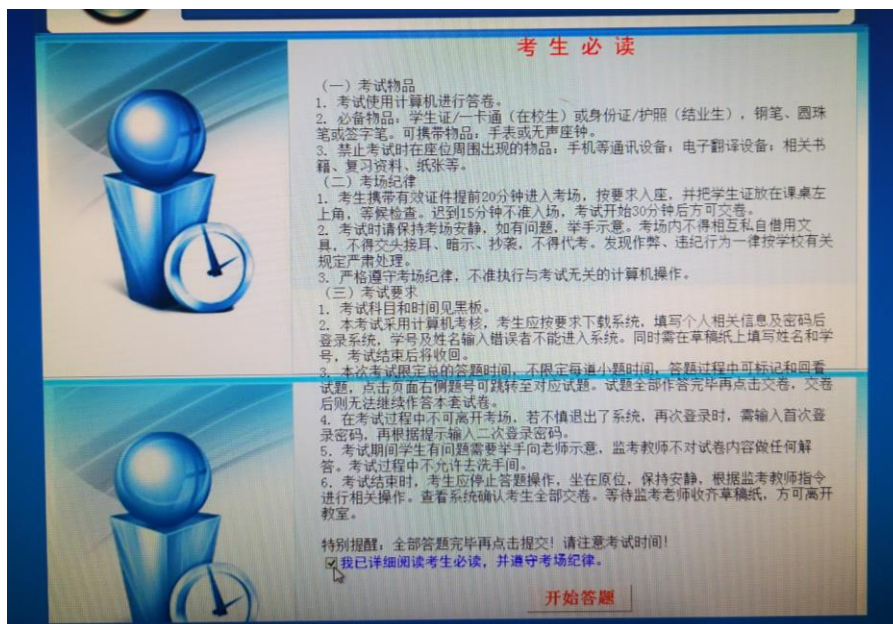 考生必读
（一）考试物品
1. 考试使用计算机进行答卷。
2. 必备物品：学生证/一卡通（在校生）或身份证/护照（结业生），钢笔、圆珠
笔或签字笔。可携带物品：手表或无声座钟。
3. 禁止考试时在座位周围出现的物品：手机等通讯设备；电子翻译设备；相关书
籍、复习资料、纸张等。
（二）考场纪律
1. 考生携带有效证件提前20分钟进入考场，按要求入座，并把学生证放在课桌左
上角，等候检查。迟到15分钟不准入场，考试开始30分钟后方可交卷。
2. 考试时请保持考场安静，如有问题，举手示意。考场内不得相互私自借用文
具，不得交头接耳、暗示、抄袭，不得代考。发现作弊、违纪行为一律按学校有关
规定严肃处理。
3. 严格遵守考场纪律，不准执行与考试无关的计算机操作。
（三）考试要求
1. 考试科目和时间见黑板。
2. 本考试采用计算机考核，考生应按要求下载系统，填写个人相关信息及密码后
登录系统，学号及姓名输入错误者不能进入系统。同时需在草稿纸上填写姓名和学
号，考试结束后将收回。
3. 本次考试限定总的答题时间，不限定每道小题时间，答题过程中可标记和回看
试题，点击页面右侧题号可跳转至对应试题。试题全部作答完毕再点击交卷，交卷
后则无法继续作答本套试卷。
4. 在考试过程中不可离开考场，若不慎退出了系统，再次登录时，需输入首次登
录密码，再根据提示输入二次登录密码。
5. 考试期间学生有问题需要举手向老师示意，监考教师不对试卷内容做任何解
答。考试过程中不允许去洗手间。
6. 考试结束时，考生应停止答题操作，坐在原位，保持安静，根据监考教师指令
进行相关操作。查看系统确认考生全部交卷。等待监考老师收齐草稿纸，方可离开
教室。
特别提醒，全部答题完毕再点击提交！请注意考试时间！
我已详细阅读考生必读，并遵守考场纪律。
开始答题